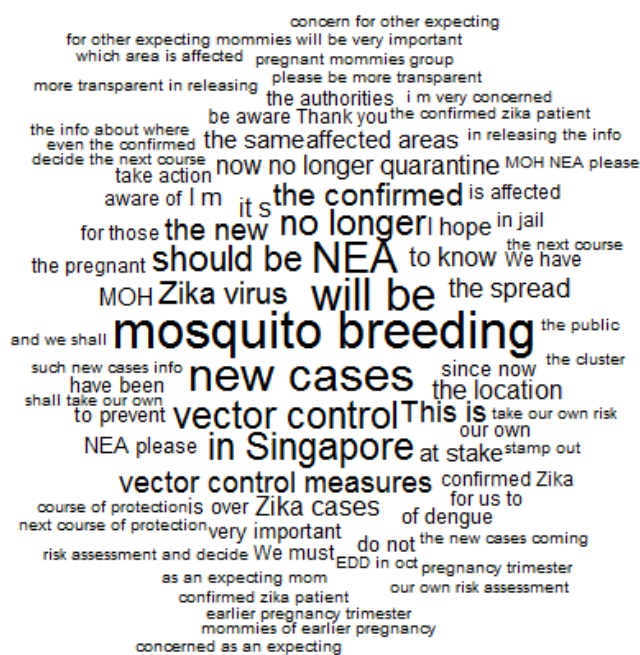 concern for other expecting
for other expecting mommies will be very important
which area is affected pregnant mommies group
more transparent in releasing please be more transparent
the authorities i m very concerned
be aware Thank you the confirmed zika patient
the info about where the same affected areas in releasing the info
even the confirmed
decide the next course now no longer quarantine MOH NEA please
take action
aware of I m it s the confirmed is affected
for those the new no longer I hope in jail
the pregnant should be NEA to know the next course
We have
MOH Zika virus will be the spread
and we shall mosquito breeding the public
such new cases info new cases since now the cluster
have been the location
shall take our own
to prevent vector control This is take our own risk
our own
NEA please in Singapore at stake stamp out
vector control measures confirmed Zika
course of protection is over Zika cases for us to
next course of protection very important of dengue
risk assessment and decide We must do not the new cases coming
as an expecting mom EDD in oct pregnancy trimester
confirmed zika patient our own risk assessment
earlier pregnancy trimester
mommies of earlier pregnancy
concerned as an expecting